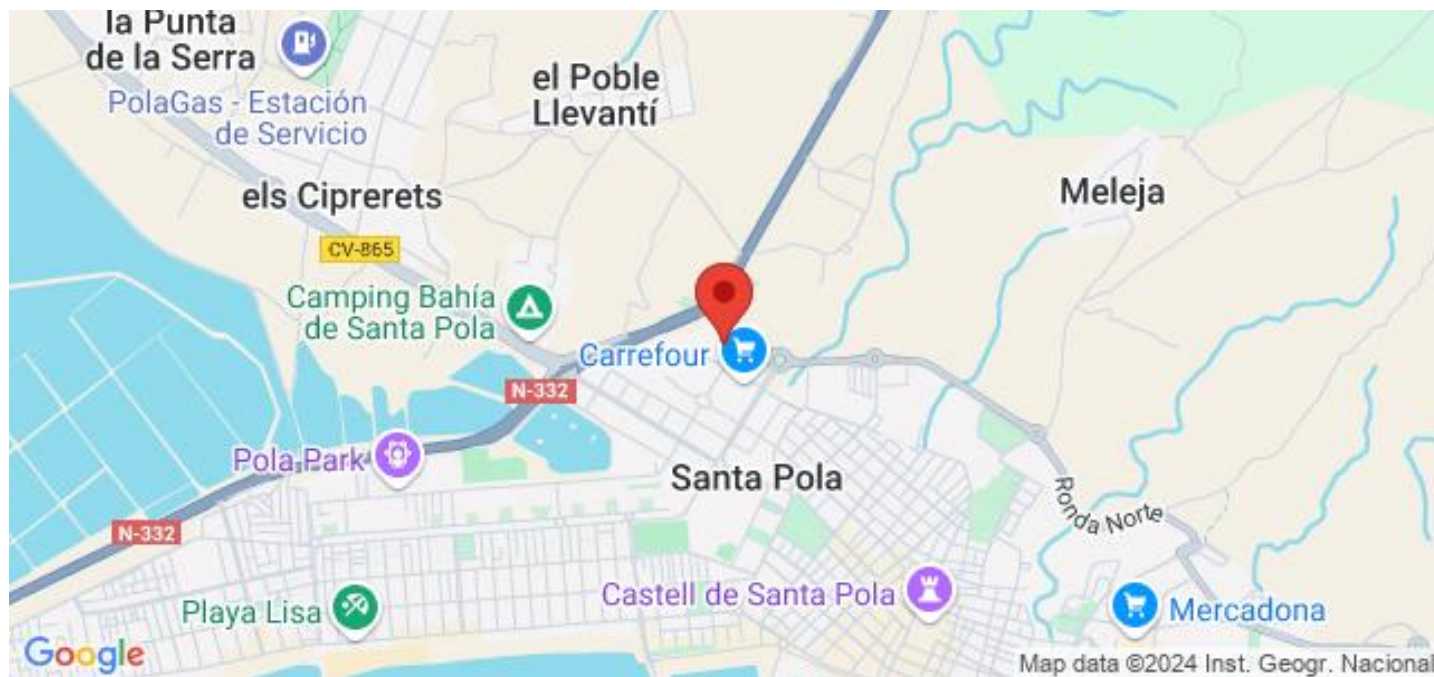 la Punta
de la Serra
PolaGas - Estación
de Servicio
el Poble
Llevantí
els Ciprerets
Meleja
CV-865
Camping Bahía
de Santa Pola
Carrefour
N-332
Pola Park
Santa Pola
Ronda Norte
N-332
Castell de Santa Pola
Playa Lisa
Mercadona
Google
Map data ©2024 Inst. Geogr. Nacional